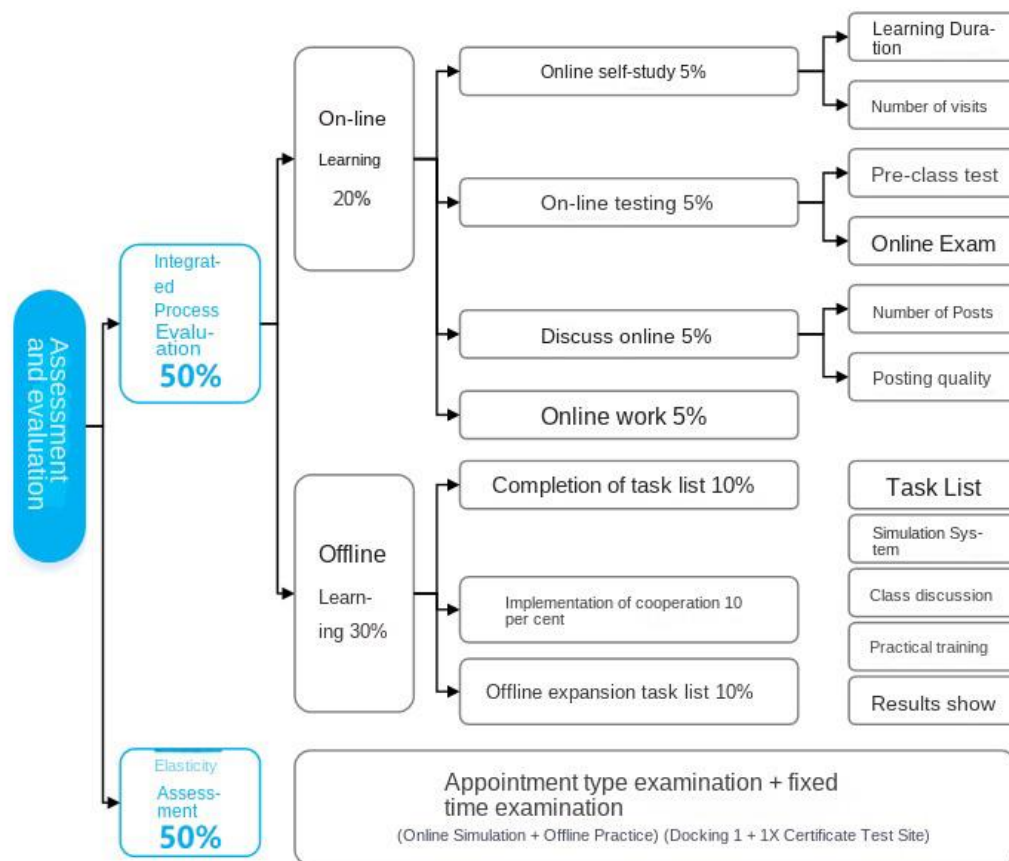 Assessment
and evaluation
Integrat-
ed
Process
Evalu-
ation
50%
On-line
Learning
20%
Online self-study 5%
Learning Dura-
tion
Number of visits
On-line testing 5%
Pre-class test
Online Exam
Discuss online 5%
Number of Posts
Posting quality
Online work 5%
Offline
Learn-
ing 30%
Completion of task list 10%
Implementation of cooperation 10
per cent
Offline expansion task list 10%
Task List
Simulation Sys-
tem
Class discussion
Practical training
Results show
Elasticity
Assess-
ment
50%
Appointment type examination + fixed
time examination
(Online Simulation + Offline Practice) (Docking 1 + 1X Certificate Test Site)